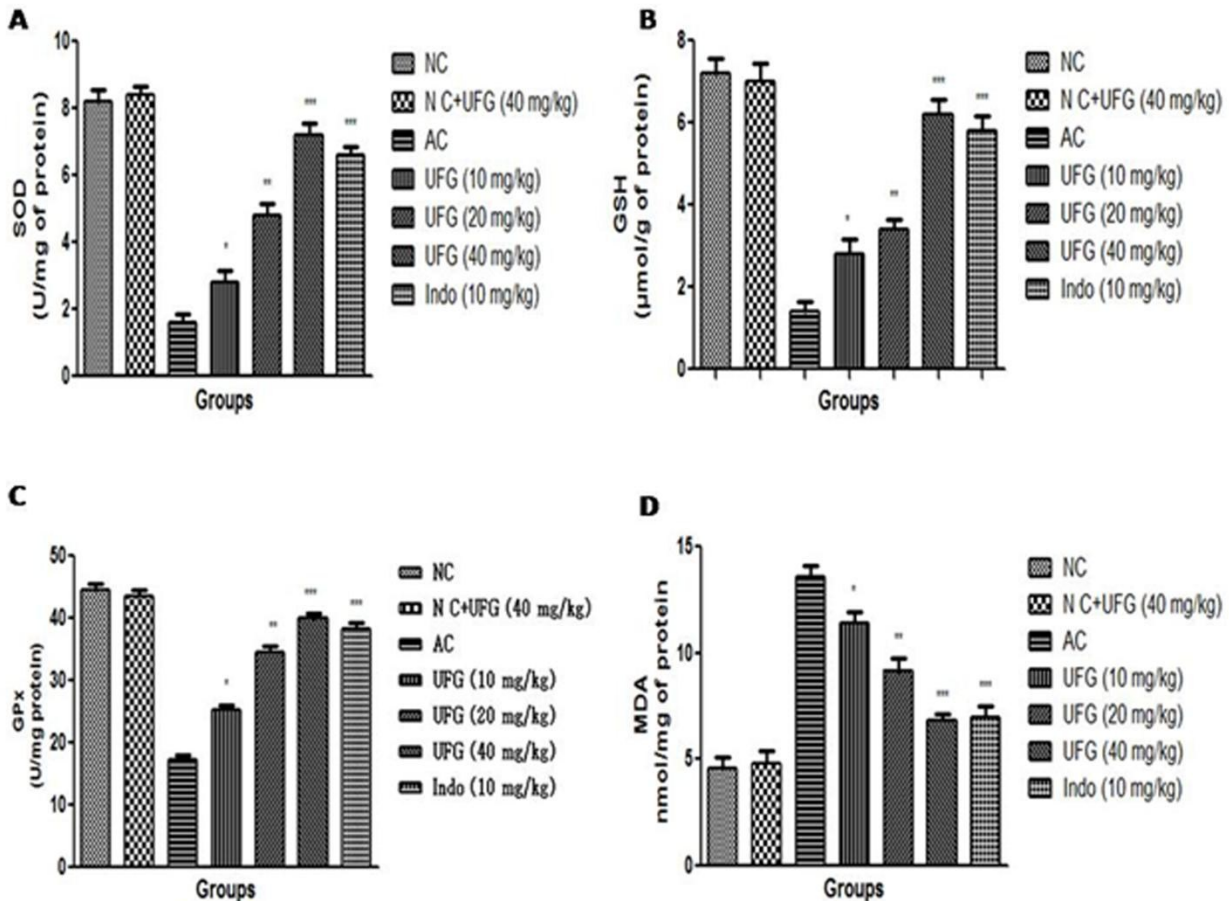 A
SOD
(U/mg of protein)
10
8
6
4
2
0
Groups
NC
N C+UFG (40 mg/kg)
AC
UFG (10 mg/kg)
UFG (20 mg/kg)
UFG (40 mg/kg)
Indo (10 mg/kg)
B
GSH
(µmol/g of protein)
8
6
4
2
0
Groups
NC
N C+UFG (40 mg/kg)
AC
UFG (10 mg/kg)
UFG (20 mg/kg)
UFG (40 mg/kg)
Indo (10 mg/kg)
C
GPx
(U/mg protein)
50
40
30
20
10
0
Groups
NC
N C+UFG (40 mg/kg)
AC
UFG (10 mg/kg)
UFG (20 mg/kg)
UFG (40 mg/kg)
Indo (10 mg/kg)
D
MDA
nmol/mg of protein
15
10
5
0
Groups
NC
N C+UFG (40 mg/kg)
AC
UFG (10 mg/kg)
UFG (20 mg/kg)
UFG (40 mg/kg)
Indo (10 mg/kg)